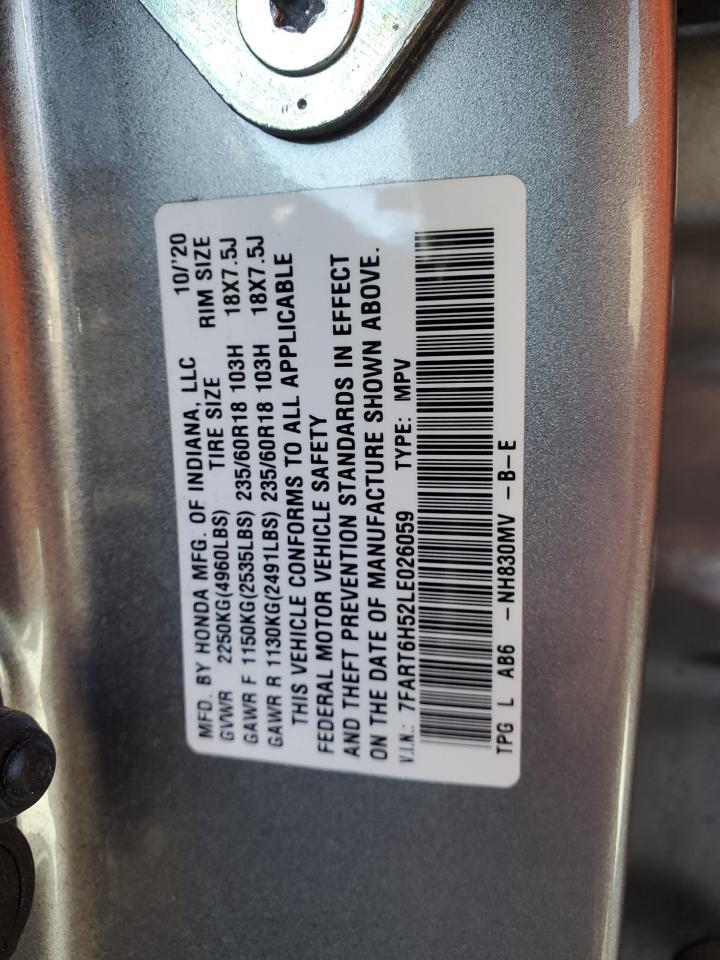 MFD. BY HONDA MFG. OF INDIANA, LLC 10/'20
GVWR 2250KG(4960LBS) TIRE SIZE RIM SIZE
GAWR F 1150KG(2535LBS) 235/60R18 103H 18X7.5J
GAWR R 1130KG(2491LBS) 235/60R18 103H 18X7.5J
THIS VEHICLE CONFORMS TO ALL APPLICABLE
FEDERAL MOTOR VEHICLE SAFETY
AND THEFT PREVENTION STANDARDS IN EFFECT
ON THE DATE OF MANUFACTURE SHOWN ABOVE.
V.I.N.: 7FART6H52LE026059 TYPE: MPV
TPG L AB6 -NH830MV -B-E